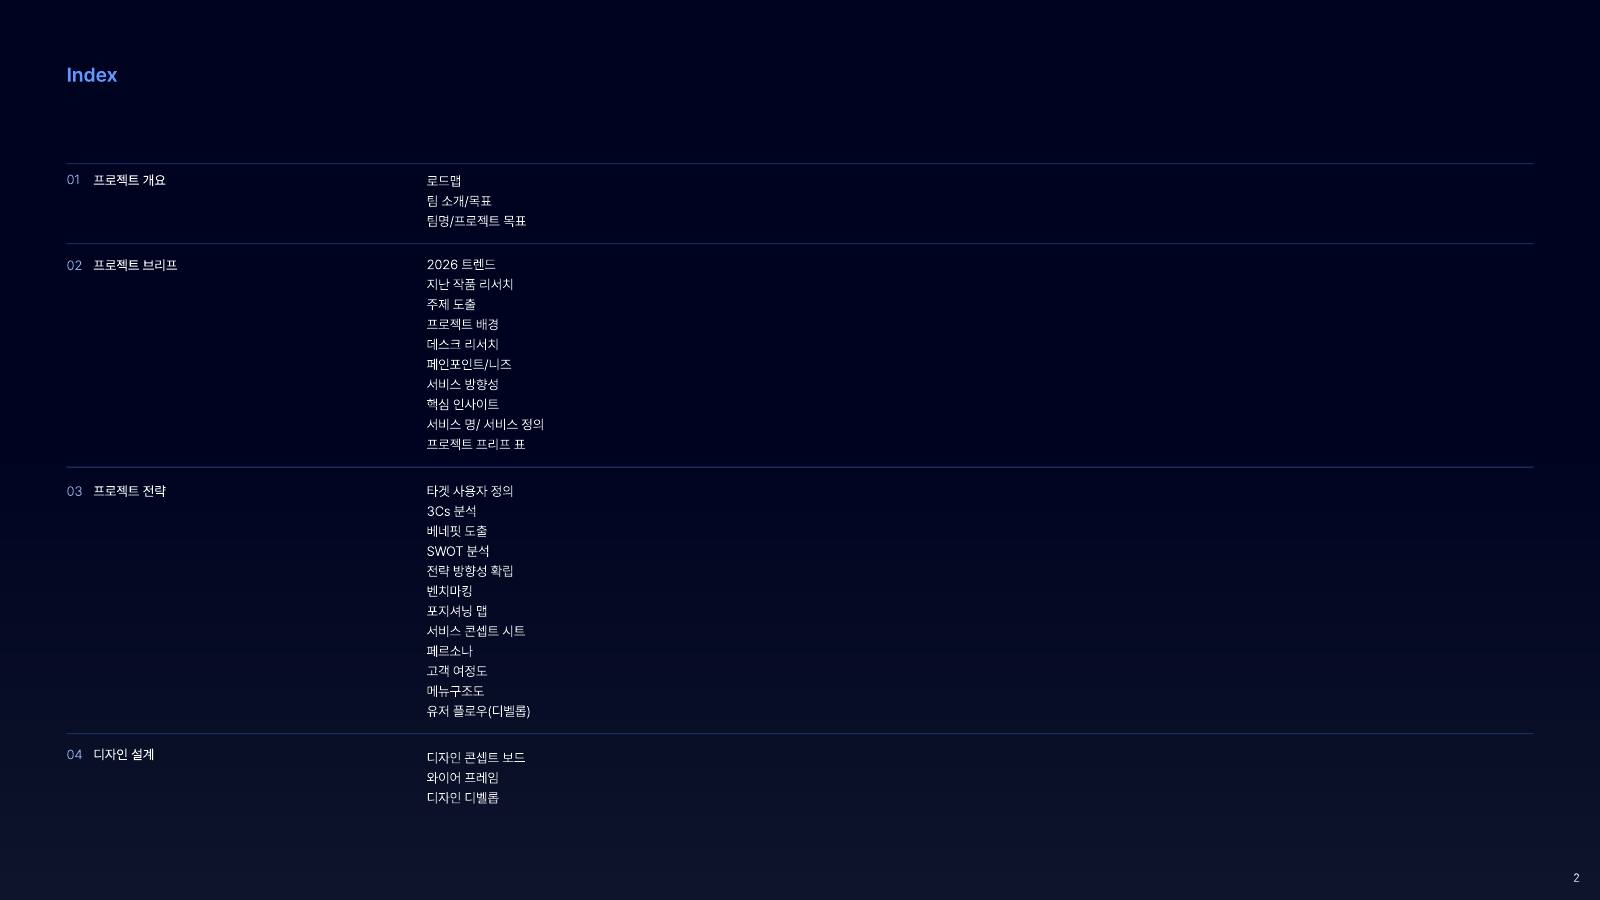 Index
01 프로젝트 개요
로드맵
팀 소개/목표
팀명/프로젝트 목표
02 프로젝트 브리프
2026 트렌드
지난 작품 리서치
주제 도출
프로젝트 배경
데스크 리서치
페인포인트/니즈
서비스 방향성
핵심 인사이트
서비스 명/ 서비스 정의
프로젝트 프리프 표
03 프로젝트 전략
타겟 사용자 정의
3Cs 분석
베네핏 도출
SWOT 분석
전략 방향성 확립
벤치마킹
포지셔닝 맵
서비스 콘셉트 시트
페르소나
고객 여정도
메뉴구조도
유저 플로우(디벨롭)
04 디자인 설계
디자인 콘셉트 보드
와이어 프레임
디자인 디벨롭
2